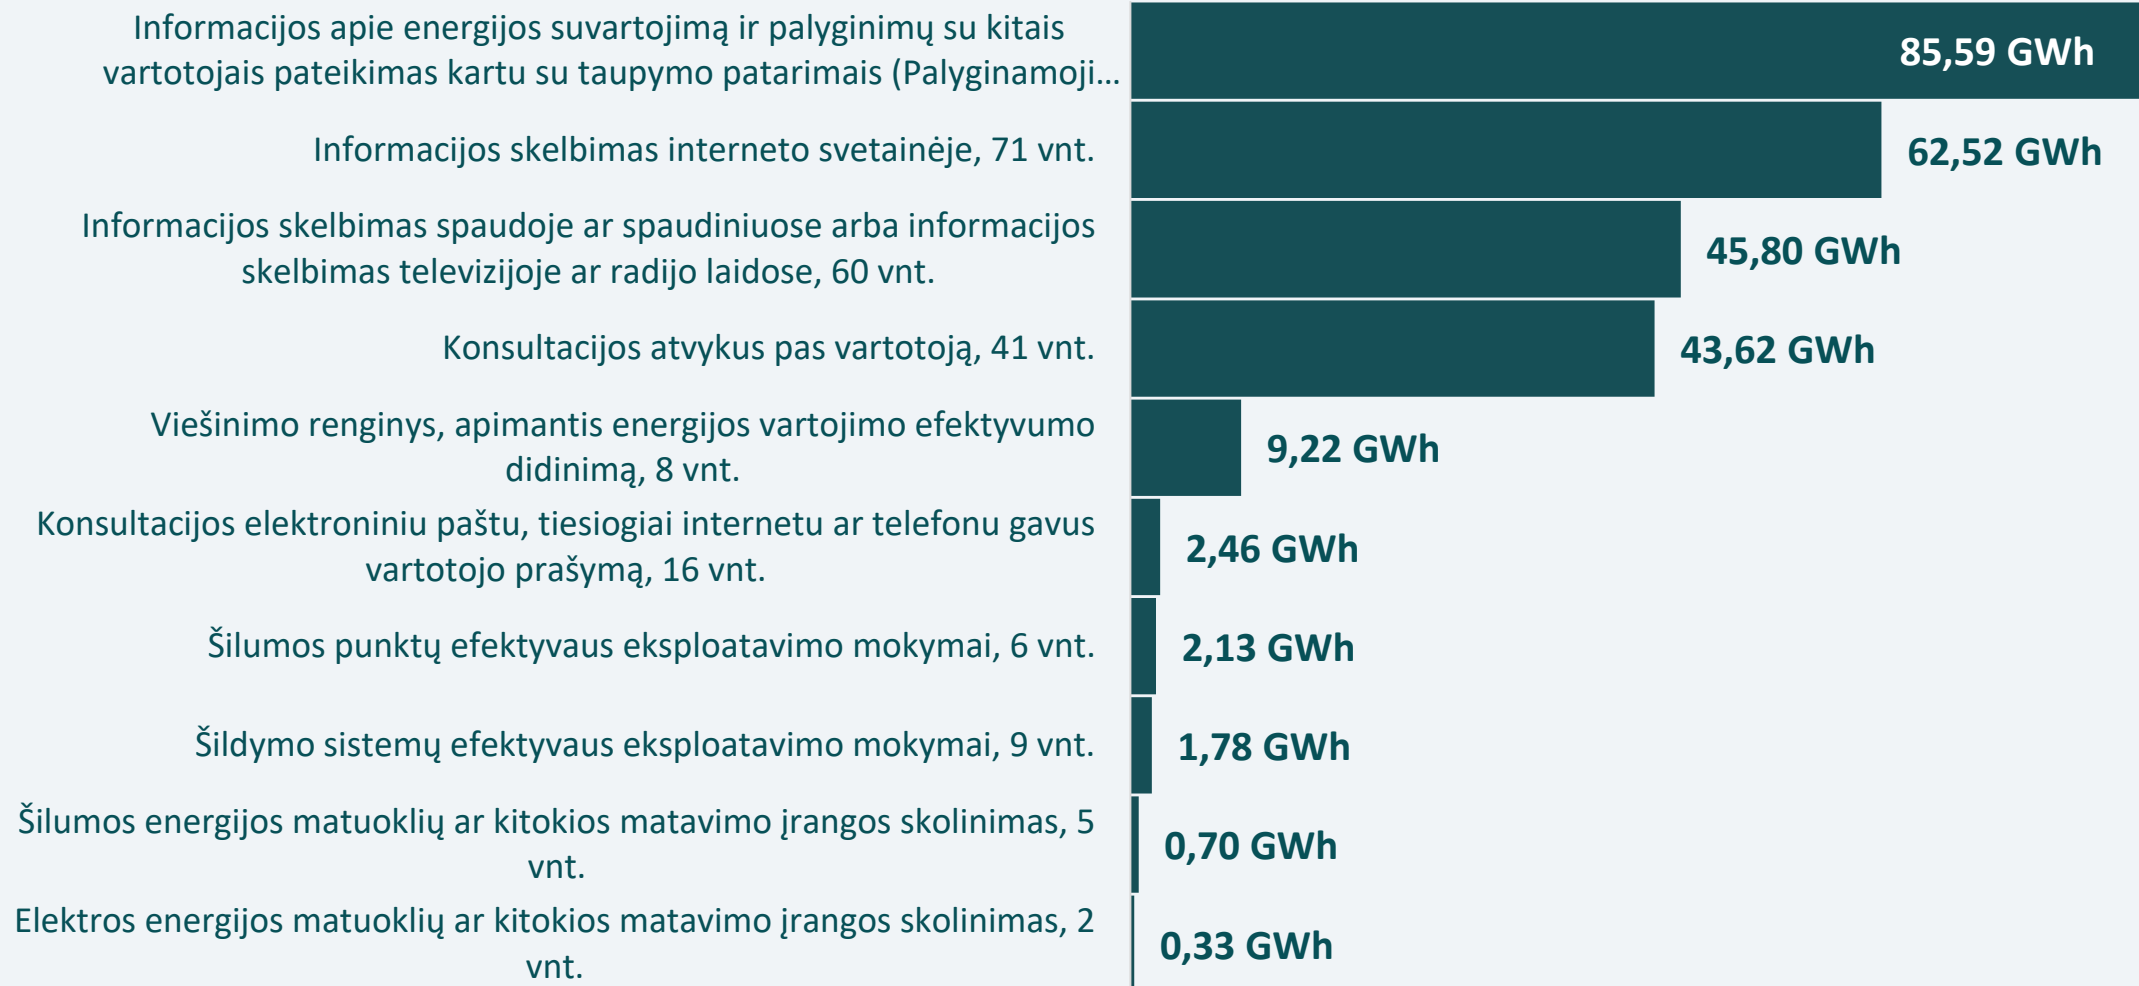 Informacijos apie energijos suvartojimą ir palyginimų su kitais
vartotojais pateikimas kartu su taupymo patarimais (Palyginamoji...
85,59 GWh
Informacijos skelbimas interneto svetainėje, 71 vnt.
62,52 GWh
Informacijos skelbimas spaudoje ar spaudiniuose arba informacijos
skelbimas televizijoje ar radijo laidose, 60 vnt.
45,80 GWh
Konsultacijos atvykus pas vartotoją, 41 vnt.
43,62 GWh
Viešinimo renginys, apimantis energijos vartojimo efektyvumo
didinimą, 8 vnt.
9,22 GWh
Konsultacijos elektroniniu paštu, tiesiogiai internetu ar telefonu gavus
vartotojo prašymą, 16 vnt.
2,46 GWh
Šilumos punktų efektyvaus eksploatavimo mokymai, 6 vnt.
2,13 GWh
Šildymo sistemų efektyvaus eksploatavimo mokymai, 9 vnt.
1,78 GWh
Šilumos energijos matuoklių ar kitokios matavimo įrangos skolinimas, 5
vnt.
0,70 GWh
Elektros energijos matuoklių ar kitokios matavimo įrangos skolinimas, 2
vnt.
0,33 GWh